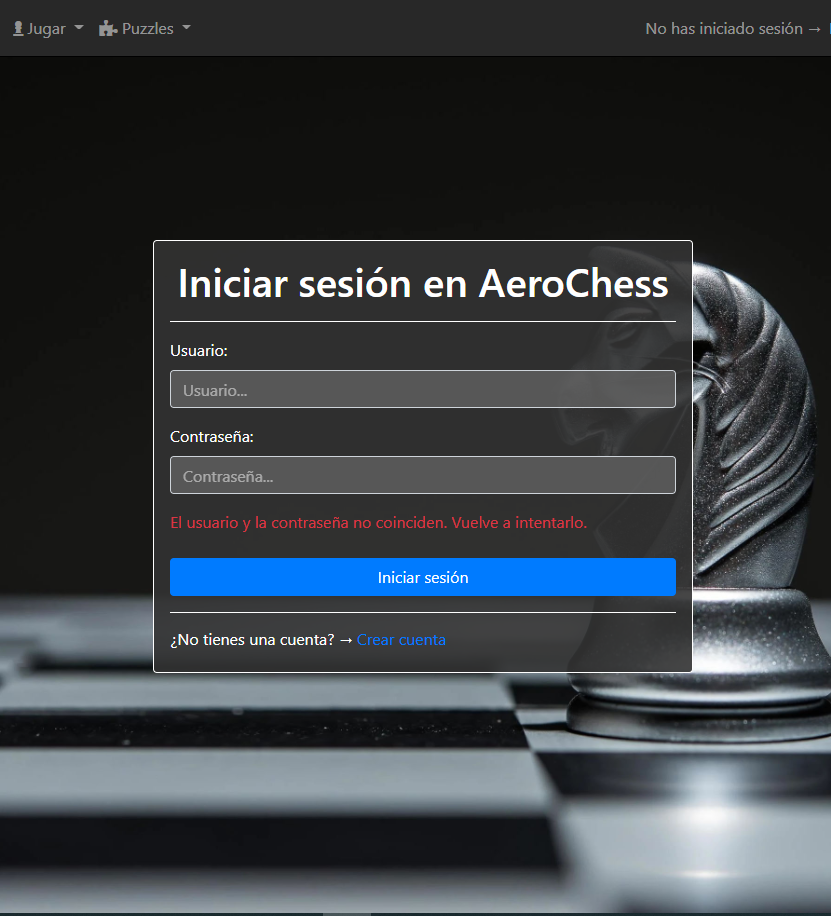 Jugar Puzzles No has iniciado sesión →
Iniciar sesión en AeroChess
Usuario:
Usuario...
Contraseña:
Contraseña...
El usuario y la contraseña no coinciden. Vuelve a intentarlo.
Iniciar sesión
¿No tienes una cuenta? → Crear cuenta